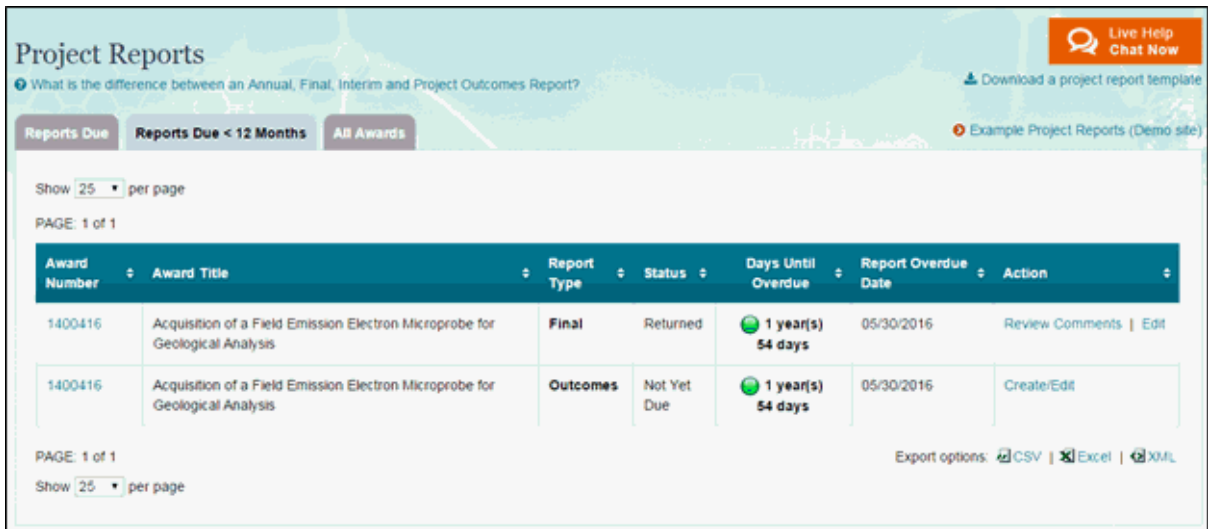 Live Help
Chat Now
Project Reports
What is the difference between an Annual, Final, Interim and Project Outcomes Report?
Download a project report template
Reports Due
Reports Due < 12 Months
All Awards
Example Project Reports (Demo site)
Show 25 per page
PAGE: 1 of 1
Award Number Award Title Report Type Status Days Until Overdue Report Overdue Date Action
1400416 Acquisition of a Field Emission Electron Microprobe for Geological Analysis Final Returned 1 year(s) 54 days 05/30/2016 Review Comments | Edit
1400416 Acquisition of a Field Emission Electron Microprobe for Geological Analysis Outcomes Not Yet Due 1 year(s) 54 days 05/30/2016 Create/Edit
PAGE: 1 of 1
Export options: CSV | Excel | XML
Show 25 per page